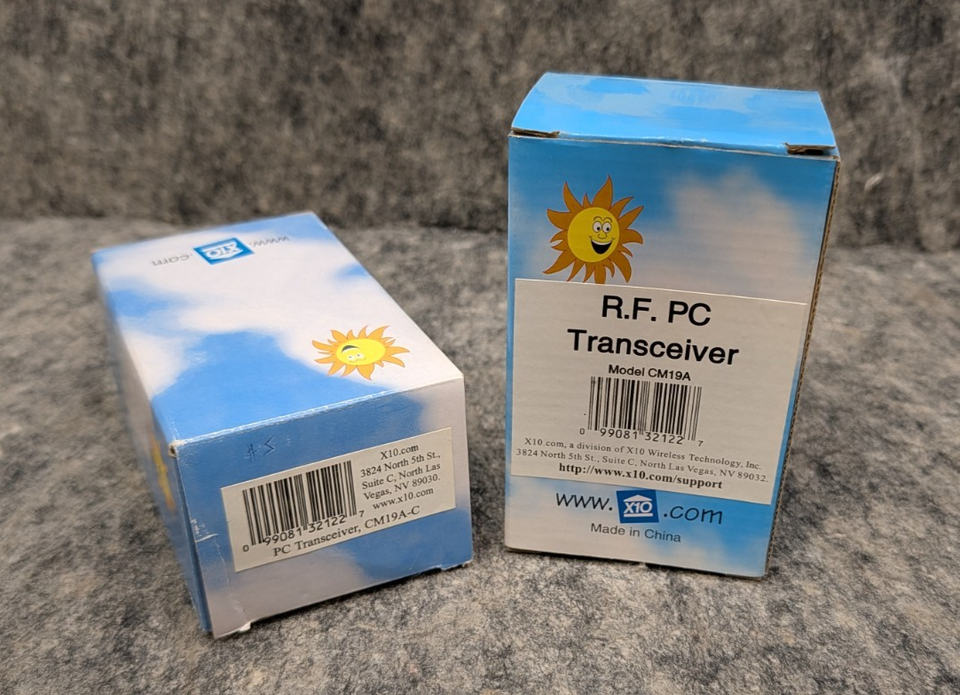 www. X10 .com
X10.com
3824 North 5th St.,
Suite C, North Las
Vegas, NV 89030.
www.x10.com
0 99081 32122 7
PC Transceiver, CM19A-C
R.F. PC
Transceiver
Model CM19A
0 99081 32122 7
X10.com, a division of X10 Wireless Technology, Inc.
3824 North 5th St., Suite C, North Las Vegas, NV 89032.
http://www.x10.com/support
www. X10 .com
Made in China